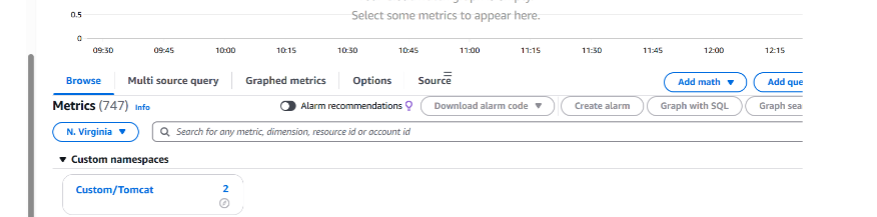 0.5
Select some metrics to appear here.
0
09:30 09:45 10:00 10:15 10:30 10:45 11:00 11:15 11:30 11:45 12:00 12:15
Browse Multi source query Graphed metrics Options Source Add math ▼ Add que
Metrics (747) Info Alarm recommendations Download alarm code ▼ Create alarm Graph with SQL Graph sea
N. Virginia ▼ Search for any metric, dimension, resource id or account id
▼ Custom namespaces
Custom/Tomcat 2